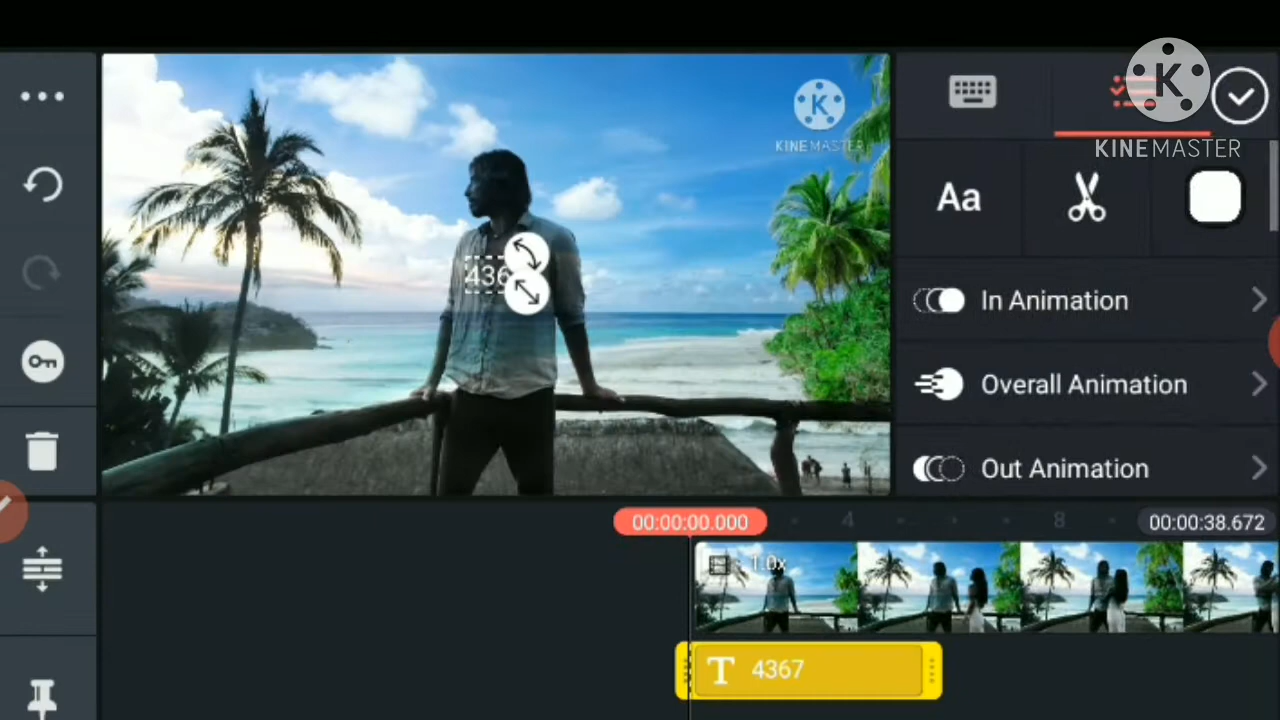 K
KINEMASTER
K
KINEMASTER
Aa
436
In Animation
Overall Animation
Out Animation
00:00:00.000
4
8
00:00:38.672
1.0x
T 4367